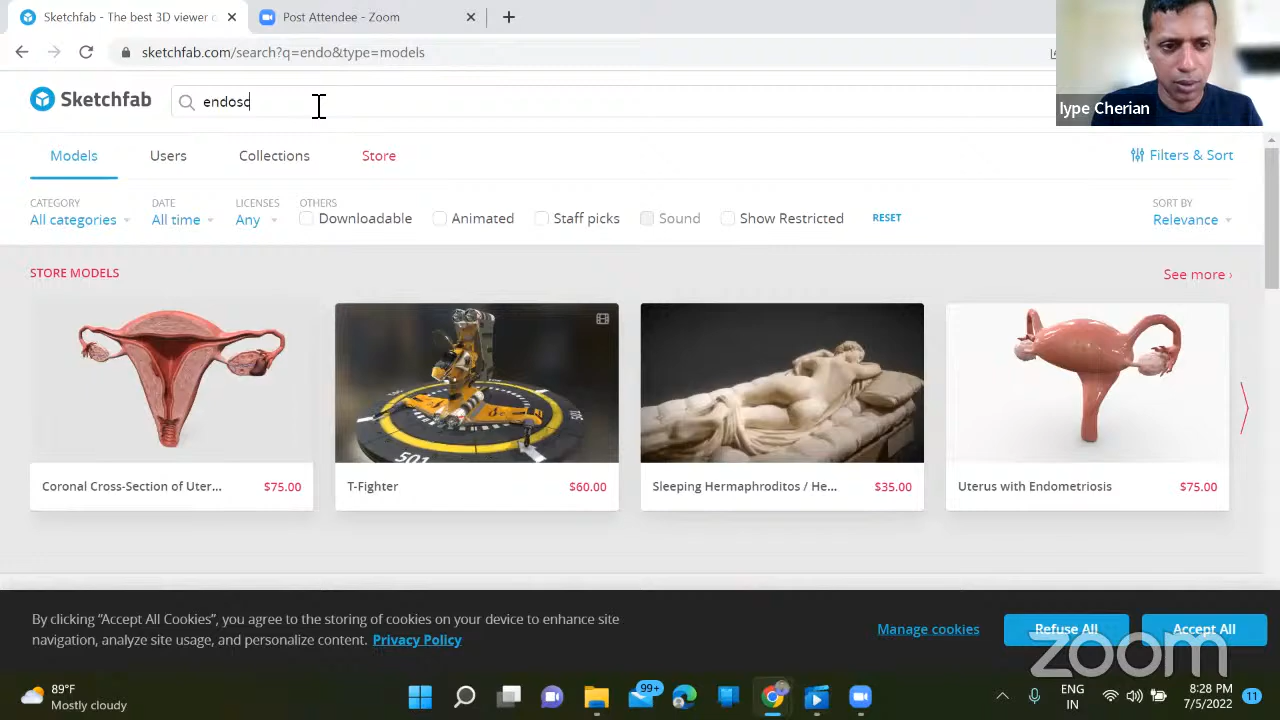 Sketchfab - The best 3D viewer o
Post Attendee - Zoom
sketchfab.com/search?q=endo&type=models
Iype Cherian
Sketchfab
endosc
Models
Users
Collections
Store
Filters & Sort
CATEGORY
DATE
LICENSES
OTHERS
SORT BY
All categories
All time
Any
Downloadable
Animated
Staff picks
Sound
Show Restricted
RESET
Relevance
STORE MODELS
See more ›
501
501
Coronal Cross-Section of Uter...
$75.00
T-Fighter
$60.00
Sleeping Hermaphroditos / He...
$35.00
Uterus with Endometriosis
$75.00
By clicking “Accept All Cookies”, you agree to the storing of cookies on your device to enhance site
navigation, analyze site usage, and personalize content. Privacy Policy
Manage cookies
Refuse All
Accept All
zoom
99+
89°F
Mostly cloudy
ENG
IN
8:28 PM
7/5/2022
11